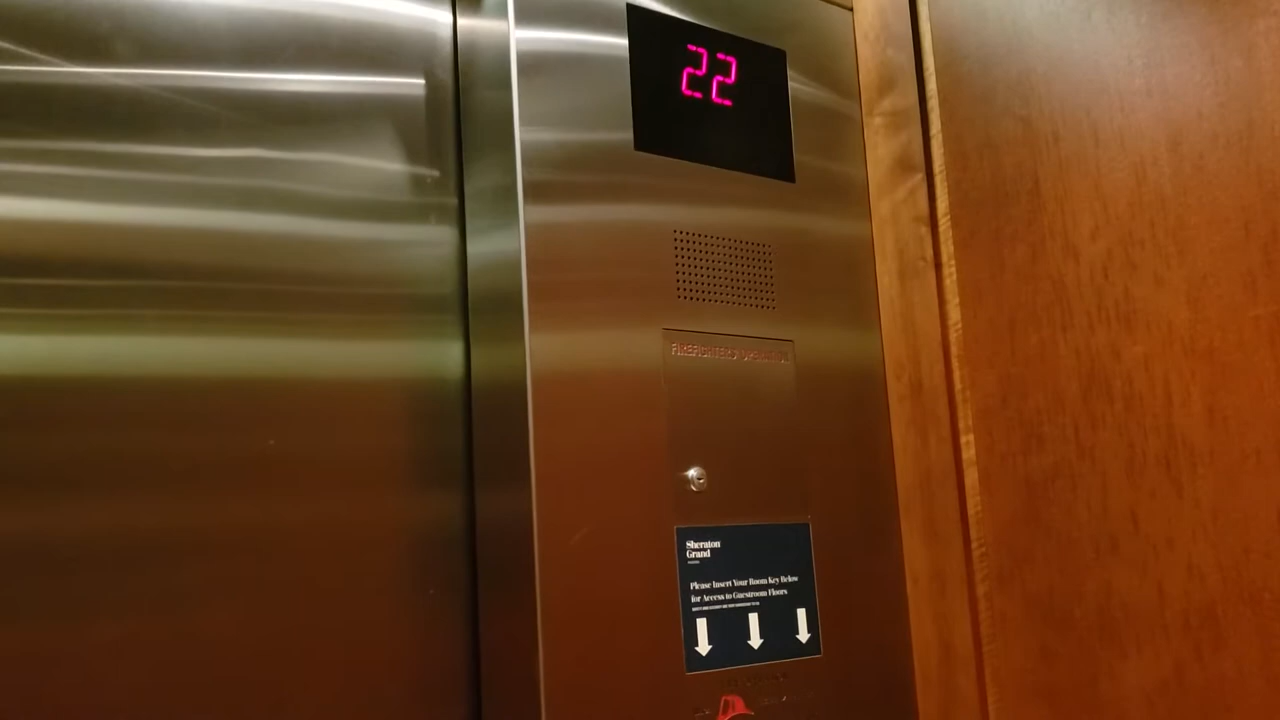 22
FIREFIGHTERS' OPERATION
Sheraton
Grand
Please Insert Your Room Key Below
for Access to Guestroom Floors